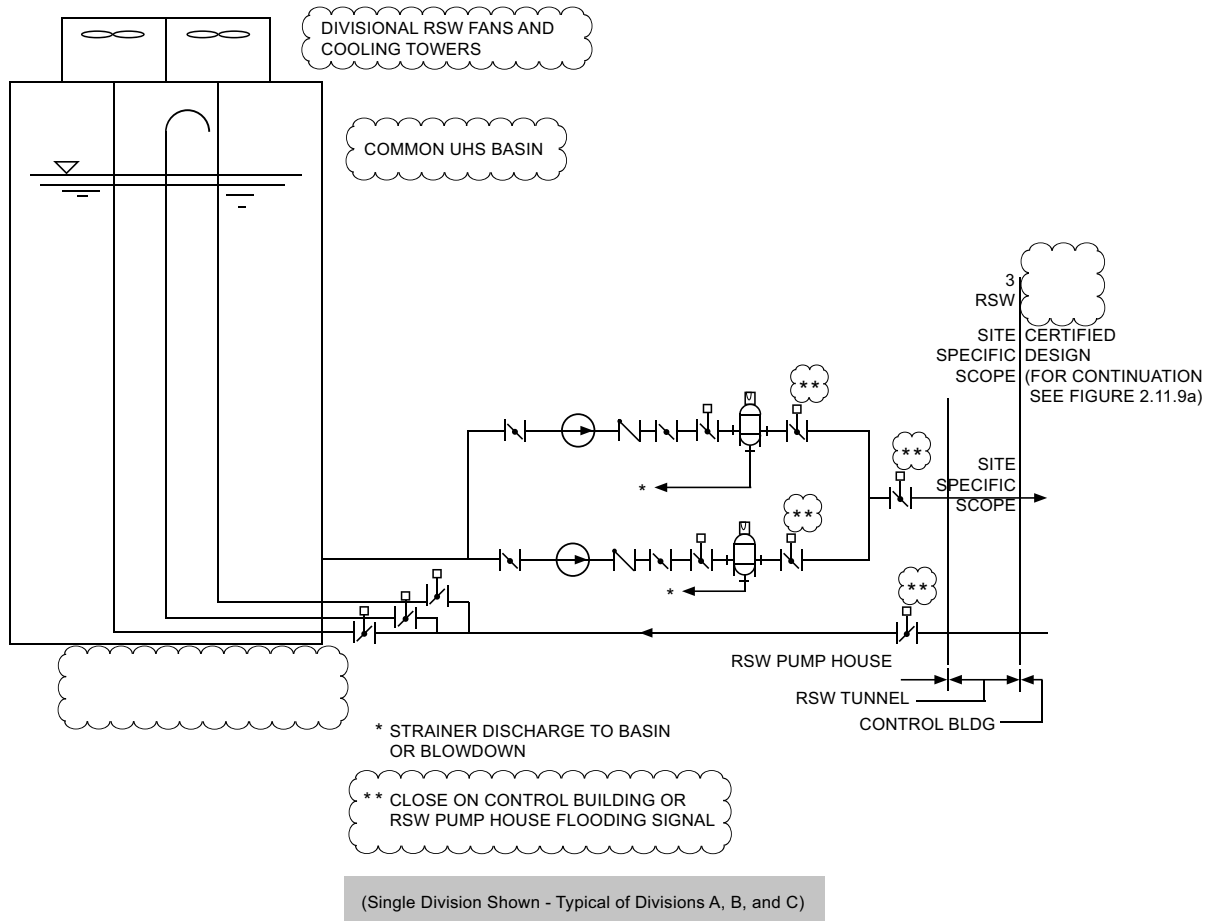 DIVISIONAL RSW FANS AND
COOLING TOWERS
COMMON UHS BASIN
3
RSW
SITE
SPECIFIC
SCOPE
CERTIFIED
DESIGN
(FOR CONTINUATION
SEE FIGURE 2.11.9a)
**
**
SITE
SPECIFIC
SCOPE
*
**
*
**
RSW PUMP HOUSE
RSW TUNNEL
CONTROL BLDG
* STRAINER DISCHARGE TO BASIN
OR BLOWDOWN
** CLOSE ON CONTROL BUILDING OR
RSW PUMP HOUSE FLOODING SIGNAL
(Single Division Shown - Typical of Divisions A, B, and C)